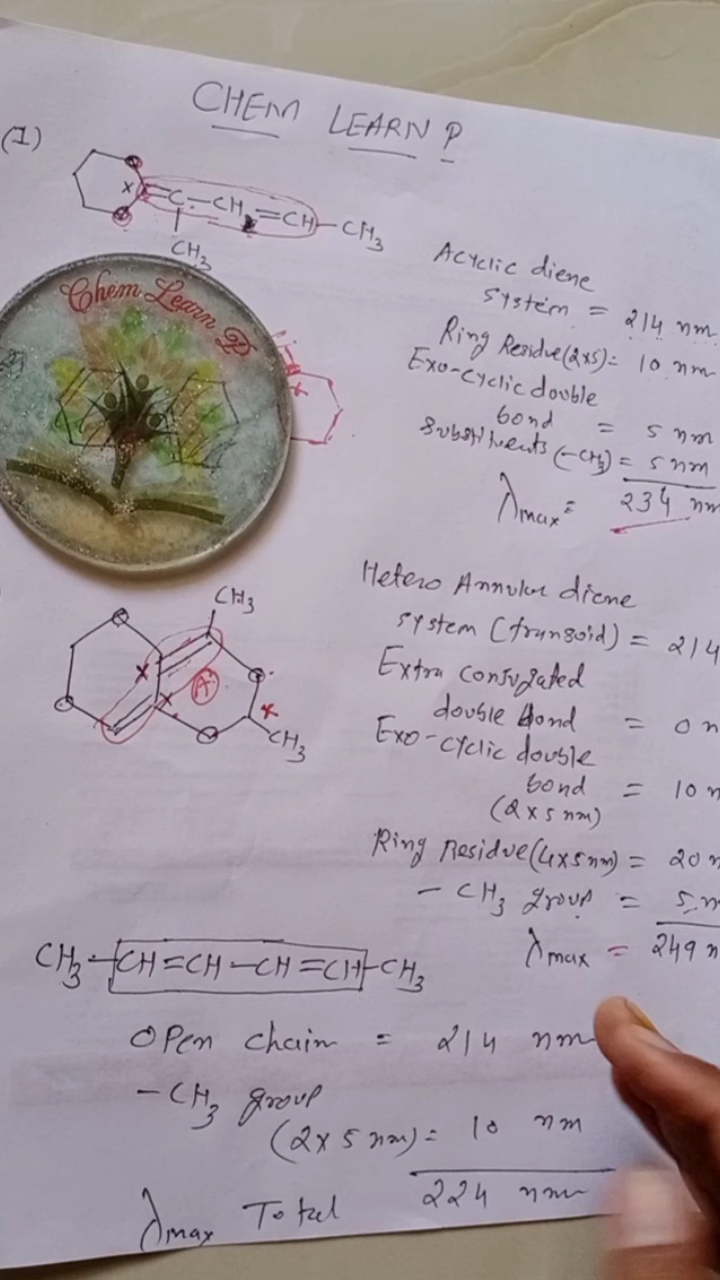 CHEM LEARN P
(1)
=C-CH=CH-CH3
CH3
Acyclic diene
system = 214 nm
Ring Residue(2x5)= 10 nm
Exo-cyclic double
bond = 5 nm
substituents (-CH3) = 5 nm
λmax = 234 nm
Chem Learn P
CH3
Hetero Annular diene
system (transoid) = 214
Extra conjugated
double bond = 0 n
Exo-cyclic double
bond = 10 n
(2x5 nm)
A
CH3
Ring residue(4x5nm) = 20 n
- CH3 group = 5 n
λmax = 249 n
CH3-CH=CH-CH=CH-CH3
Open chain = 214 nm
- CH3 group
(2x5 nm) = 10 nm
λmax Total 224 nm